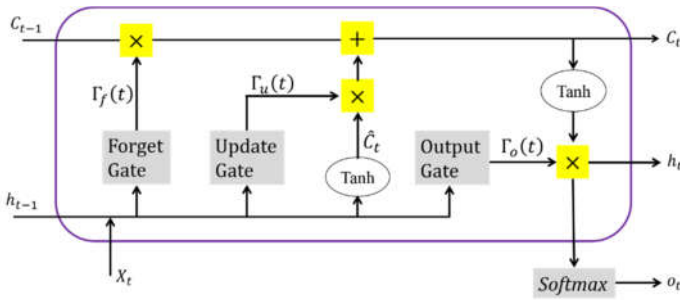 C_{t-1}
×
+
C_t
Γ_f(t)
Γ_u(t)
×
Tanh
Ĉ_t
Forget
Gate
Update
Gate
Tanh
Output
Gate
Γ_o(t)
×
h_t
h_{t-1}
X_t
Softmax
o_t